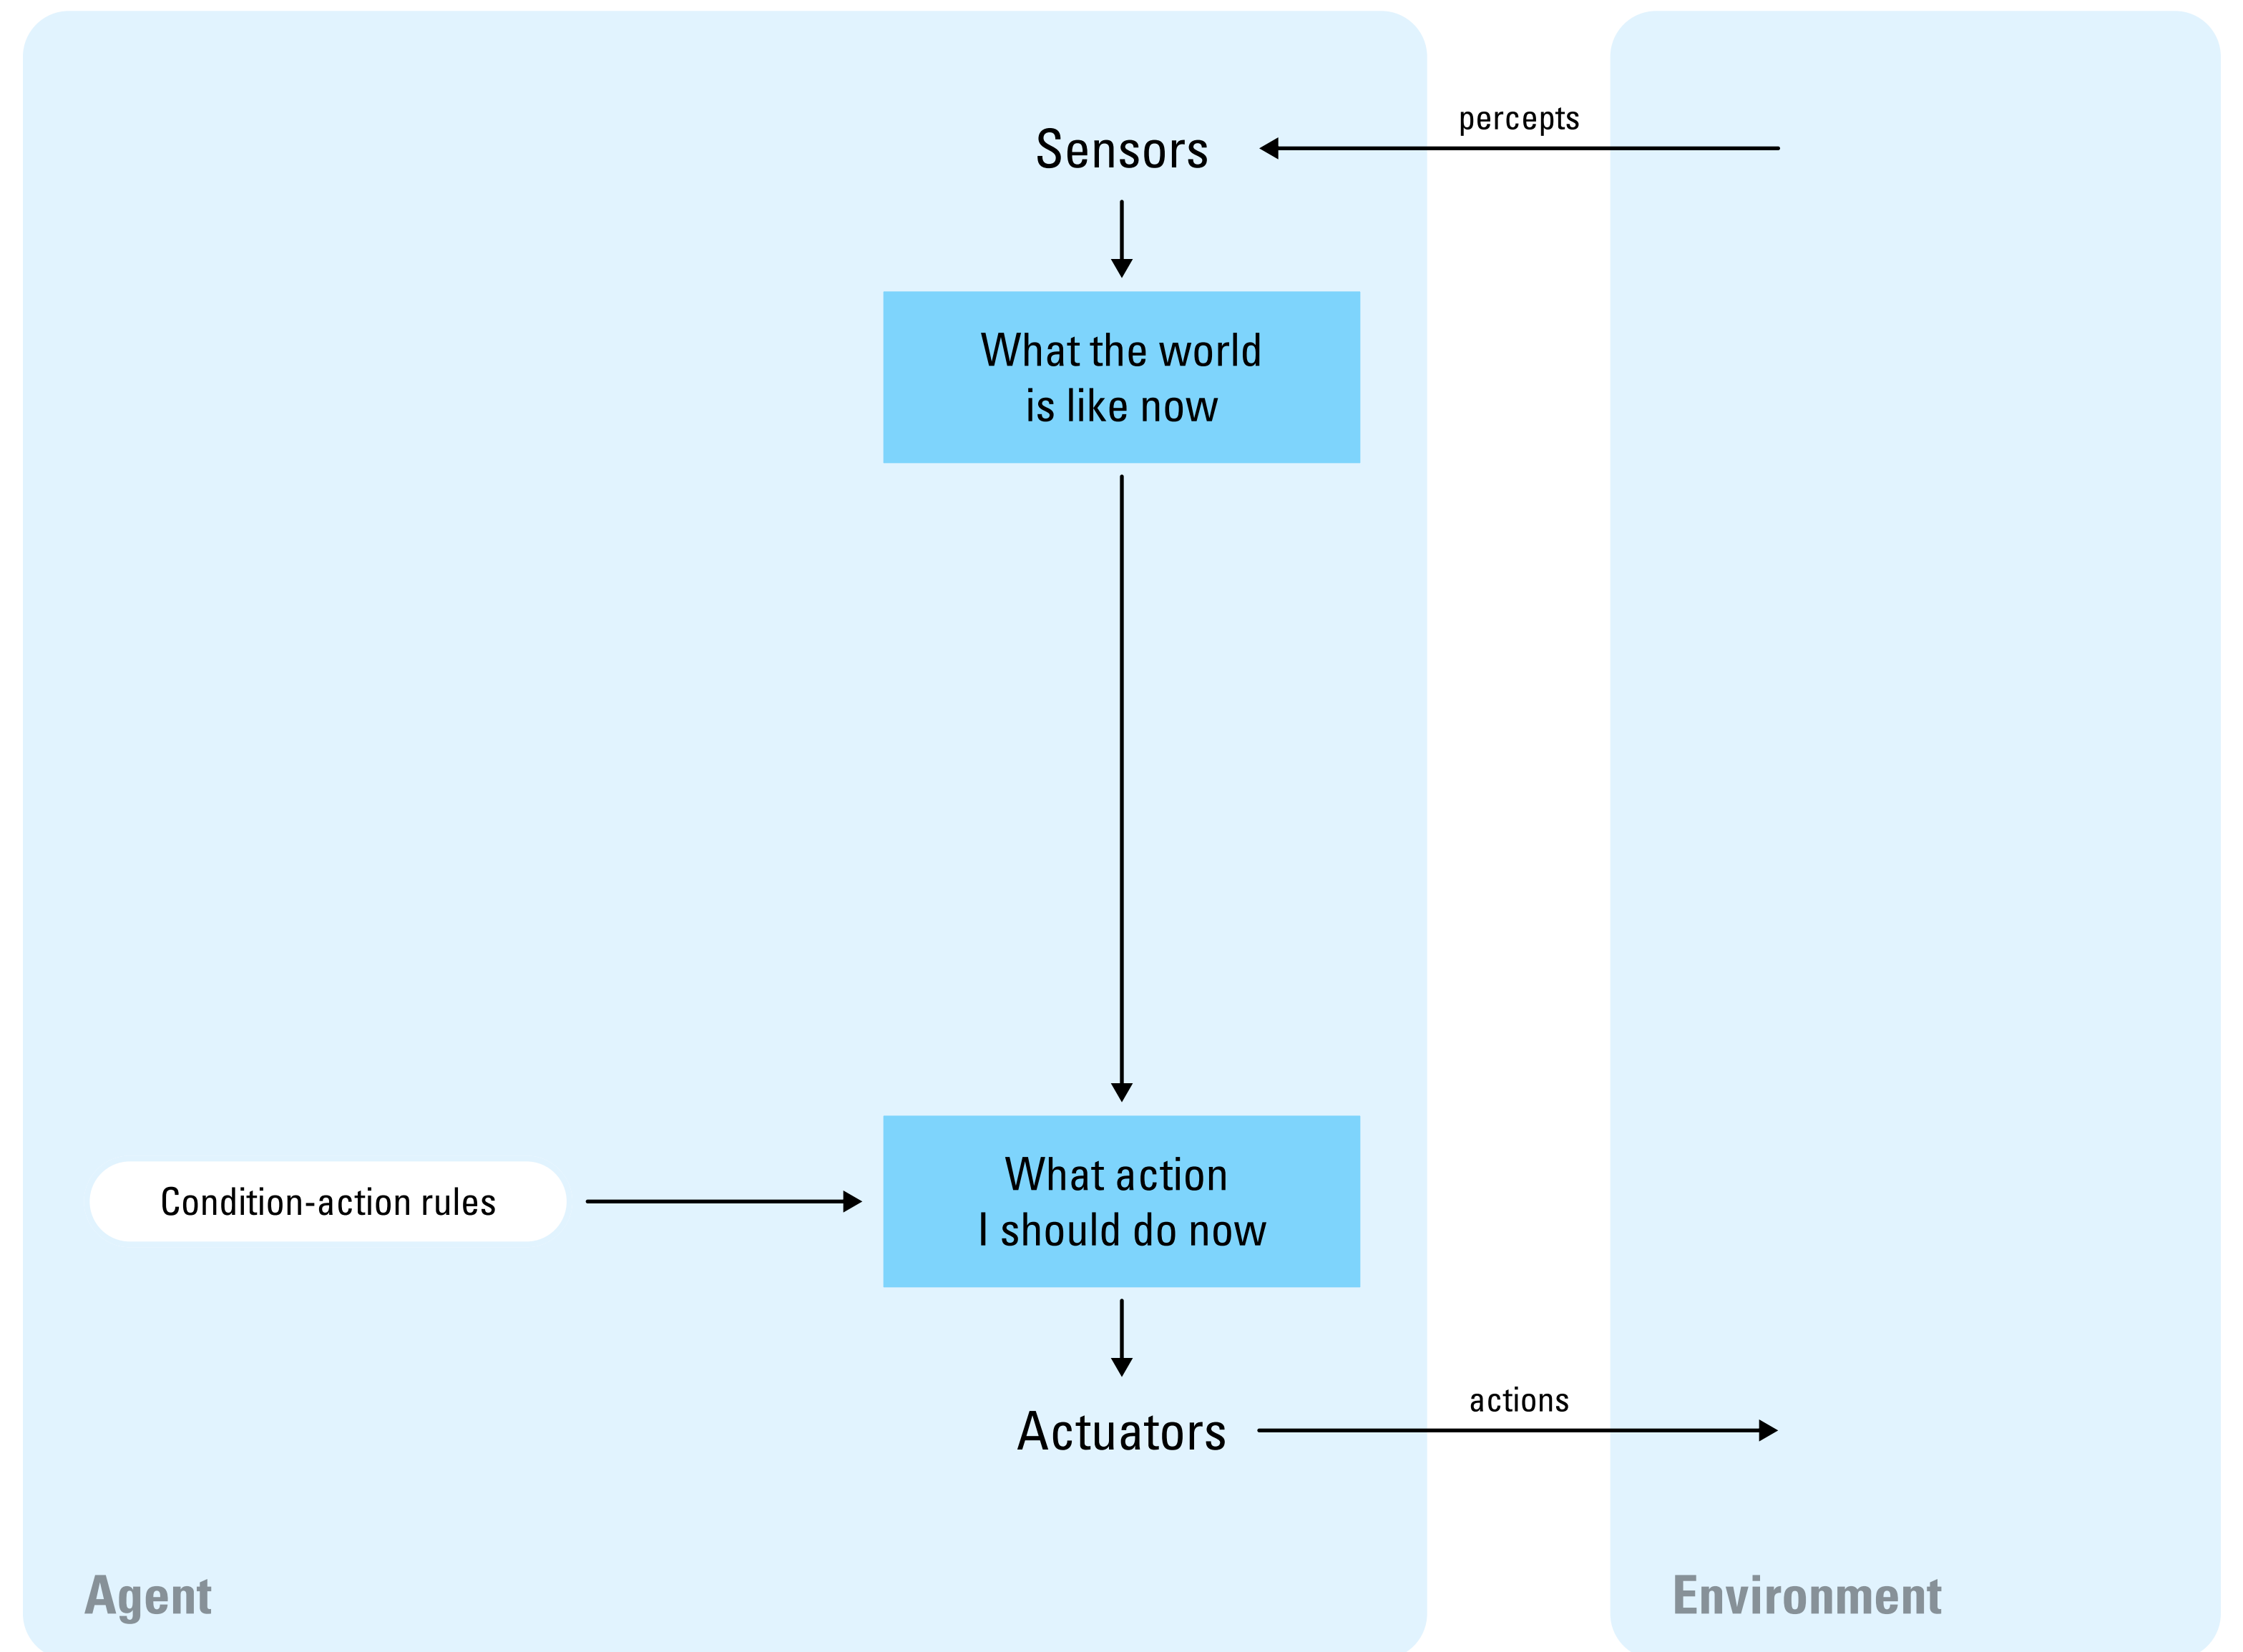 percepts
Sensors
What the world
is like now
What action
I should do now
Condition-action rules
actions
Actuators
Agent
Environment